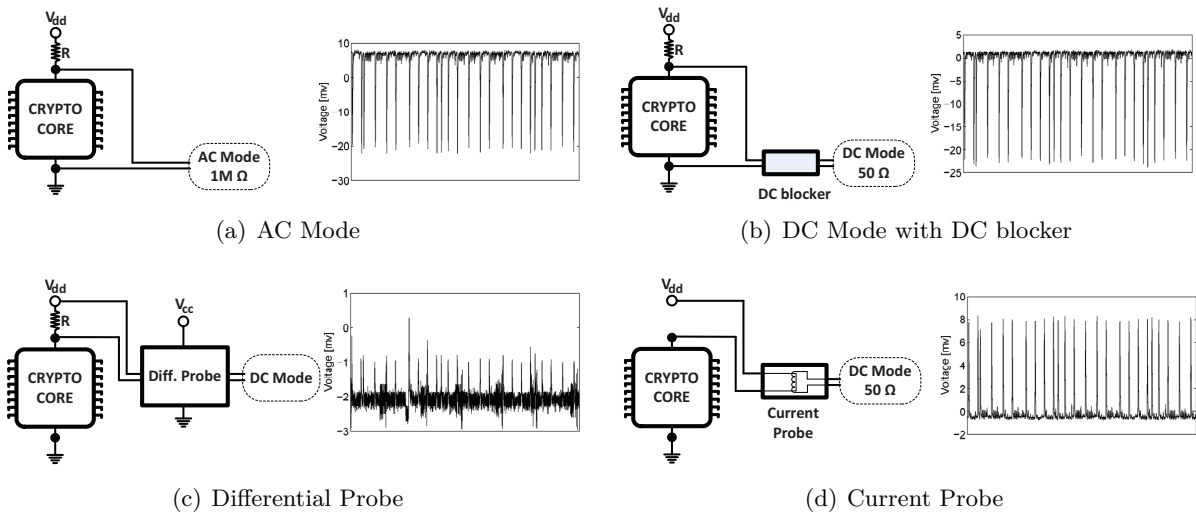 Vdd
R
CRYPTO
CORE
AC Mode
1M Ω
Voltage [mv]
10
0
−10
−20
−30
(a) AC Mode
Vdd
R
CRYPTO
CORE
DC blocker
DC Mode
50 Ω
Voltage [mv]
5
0
−5
−10
−15
−20
−25
(b) DC Mode with DC blocker
Vdd
R
CRYPTO
CORE
Vcc
Diff. Probe
DC Mode
Voltage [mv]
1
0
−1
−2
−3
(c) Differential Probe
Vdd
CRYPTO
CORE
Current
Probe
DC Mode
50 Ω
Voltage [mv]
10
8
6
4
2
0
−2
(d) Current Probe